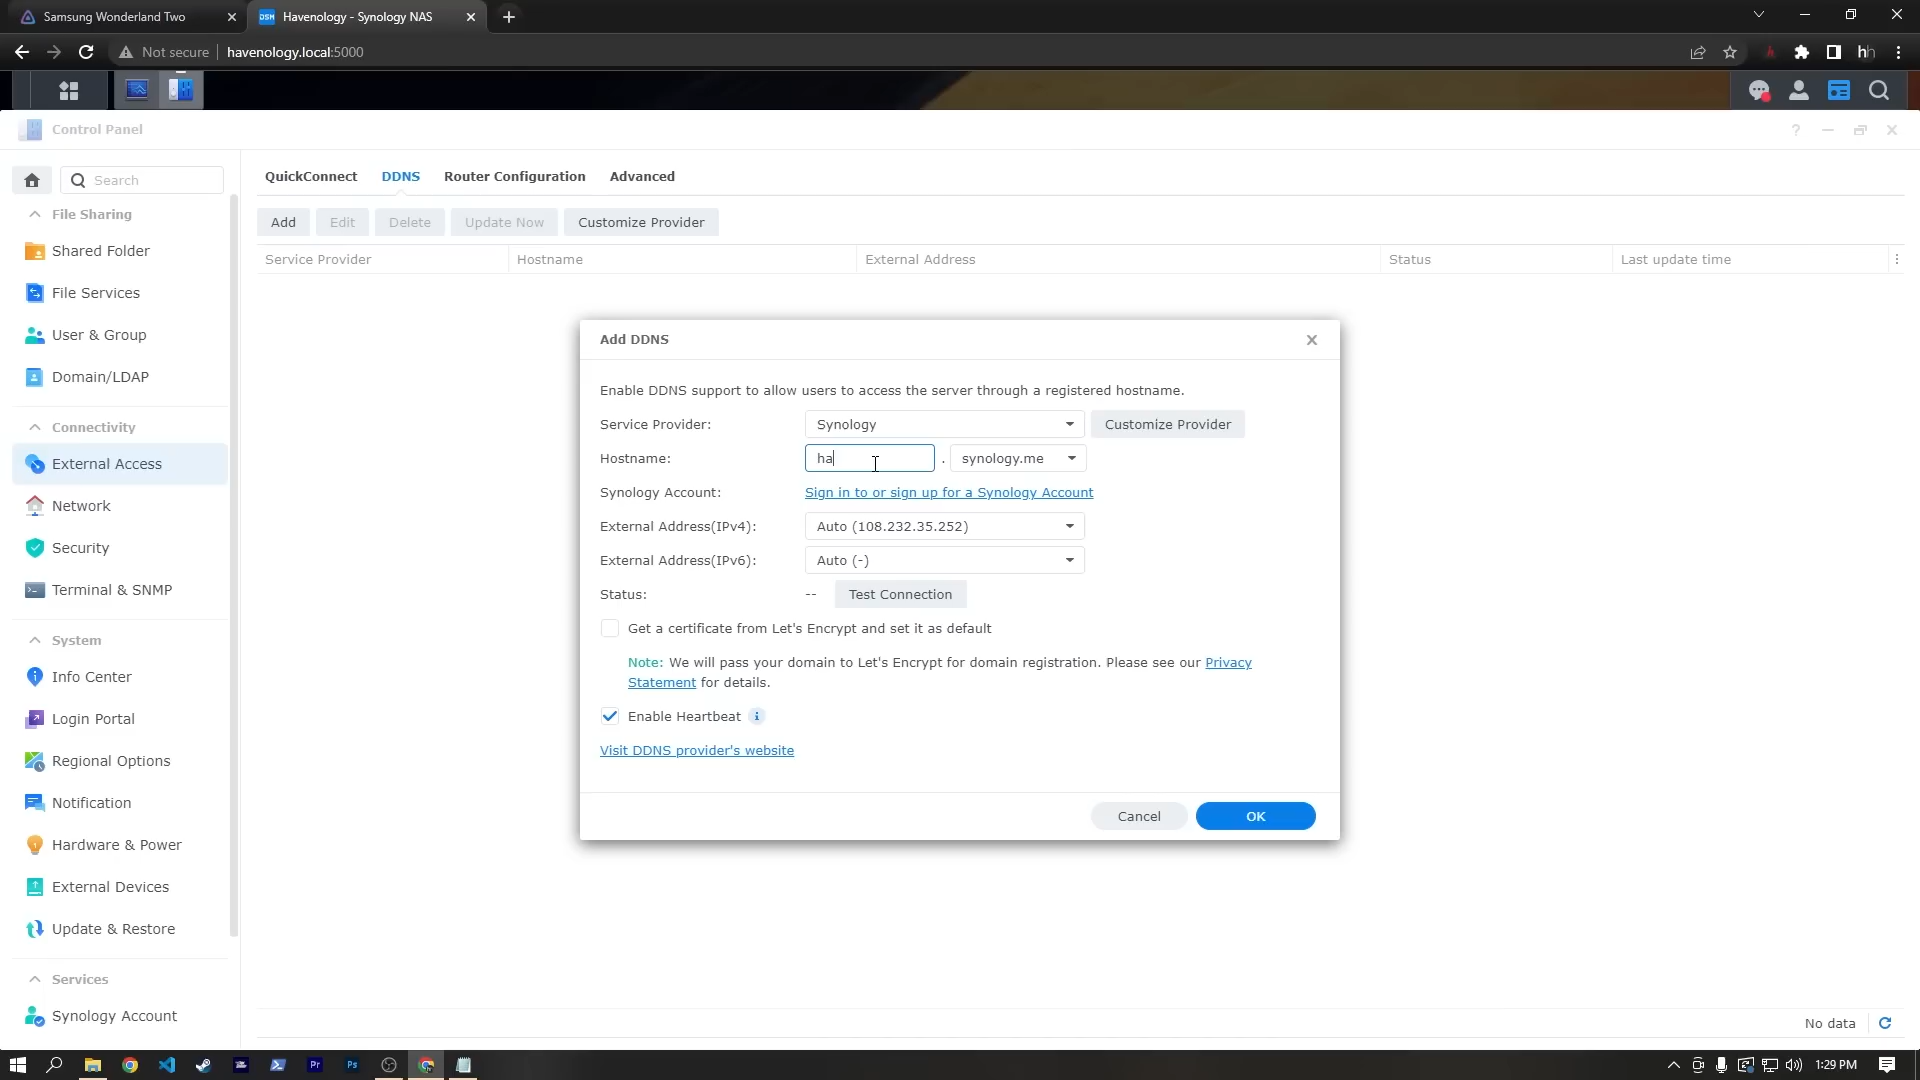 Samsung Wonderland Two
DSM
Havenology - Synology NAS
Not secure
havenology.local:5000
hh
Control Panel
Search
File Sharing
Shared Folder
File Services
User & Group
Domain/LDAP
Connectivity
External Access
Network
Security
Terminal & SNMP
System
Info Center
Login Portal
Regional Options
Notification
Hardware & Power
External Devices
Update & Restore
Services
Synology Account
QuickConnect DDNS Router Configuration Advanced
Add Edit Delete Update Now Customize Provider
Service Provider Hostname External Address Status Last update time
Add DDNS
Enable DDNS support to allow users to access the server through a registered hostname.
Service Provider: Synology Customize Provider
Hostname: ha . synology.me
Synology Account: Sign in to or sign up for a Synology Account
External Address(IPv4): Auto (108.232.35.252)
External Address(IPv6): Auto (-)
Status: -- Test Connection
Get a certificate from Let's Encrypt and set it as default
Note: We will pass your domain to Let's Encrypt for domain registration. Please see our Privacy
Statement for details.
Enable Heartbeat
Visit DDNS provider's website
Cancel OK
No data
Pr
Ps
1:29 PM